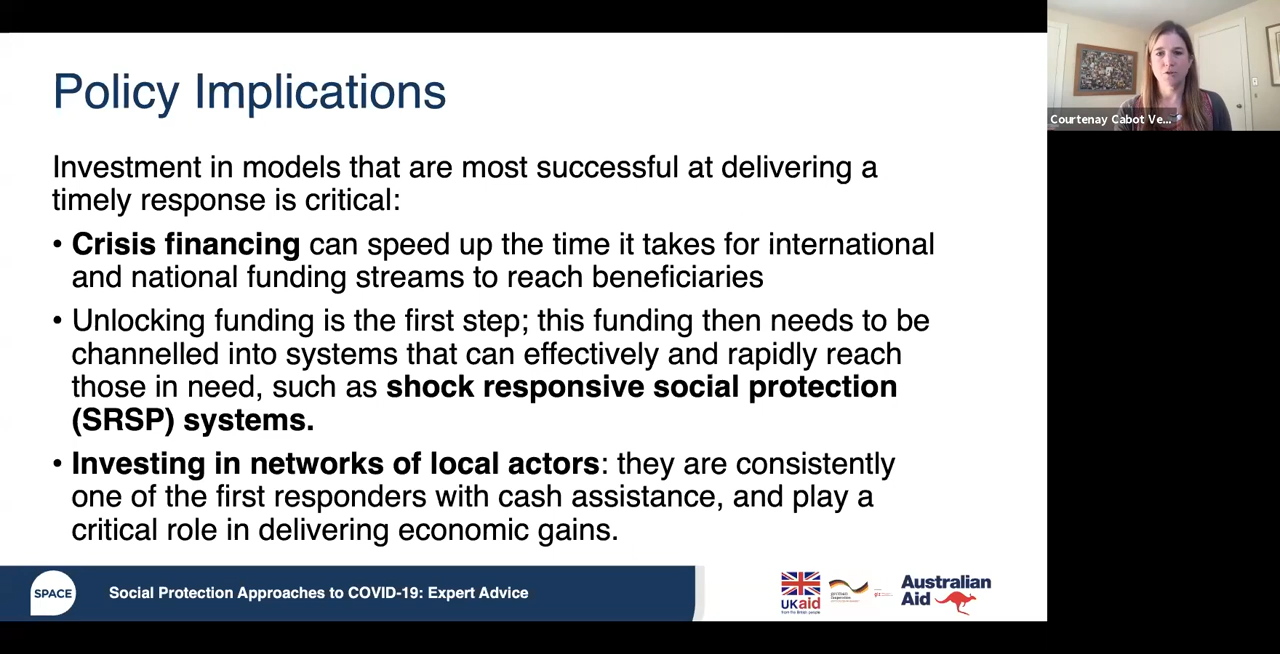 Policy Implications
Courtenay Cabot Ve...
Investment in models that are most successful at delivering a
timely response is critical:
• Crisis financing can speed up the time it takes for international
and national funding streams to reach beneficiaries
• Unlocking funding is the first step; this funding then needs to be
channelled into systems that can effectively and rapidly reach
those in need, such as shock responsive social protection
(SRSP) systems.
• Investing in networks of local actors: they are consistently
one of the first responders with cash assistance, and play a
critical role in delivering economic gains.
SPACE
Social Protection Approaches to COVID-19: Expert Advice
UKaid
from the British people
german
cooperation
giz
Australian
Aid